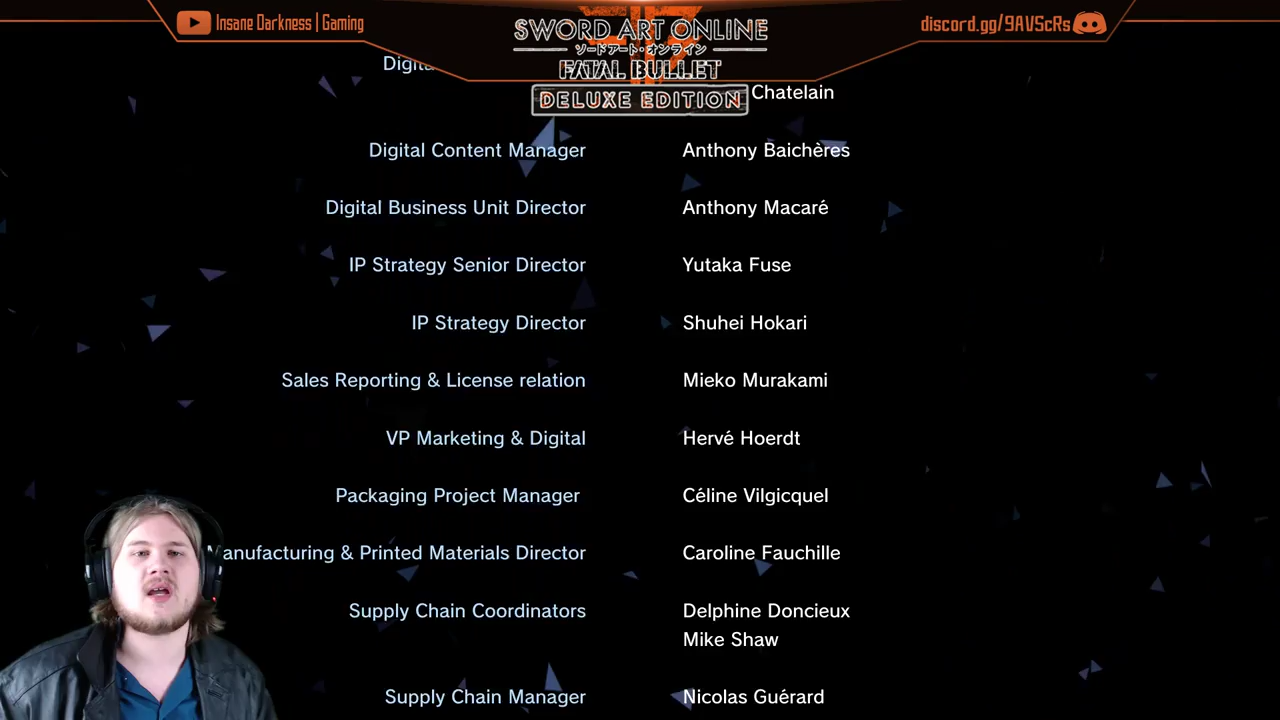 Insane Darkness | Gaming
SWORD ART ONLINE
ソードアート・オンライン
FATAL BULLET
DELUXE EDITION
discord.gg/9AVScRs
Chatelain
Digital Content Manager Anthony Baichères
Digital Business Unit Director Anthony Macaré
IP Strategy Senior Director Yutaka Fuse
IP Strategy Director Shuhei Hokari
Sales Reporting & License relation Mieko Murakami
VP Marketing & Digital Hervé Hoerdt
Packaging Project Manager Céline Vilgicquel
anufacturing & Printed Materials Director Caroline Fauchille
Supply Chain Coordinators Delphine Doncieux
Mike Shaw
Supply Chain Manager Nicolas Guérard